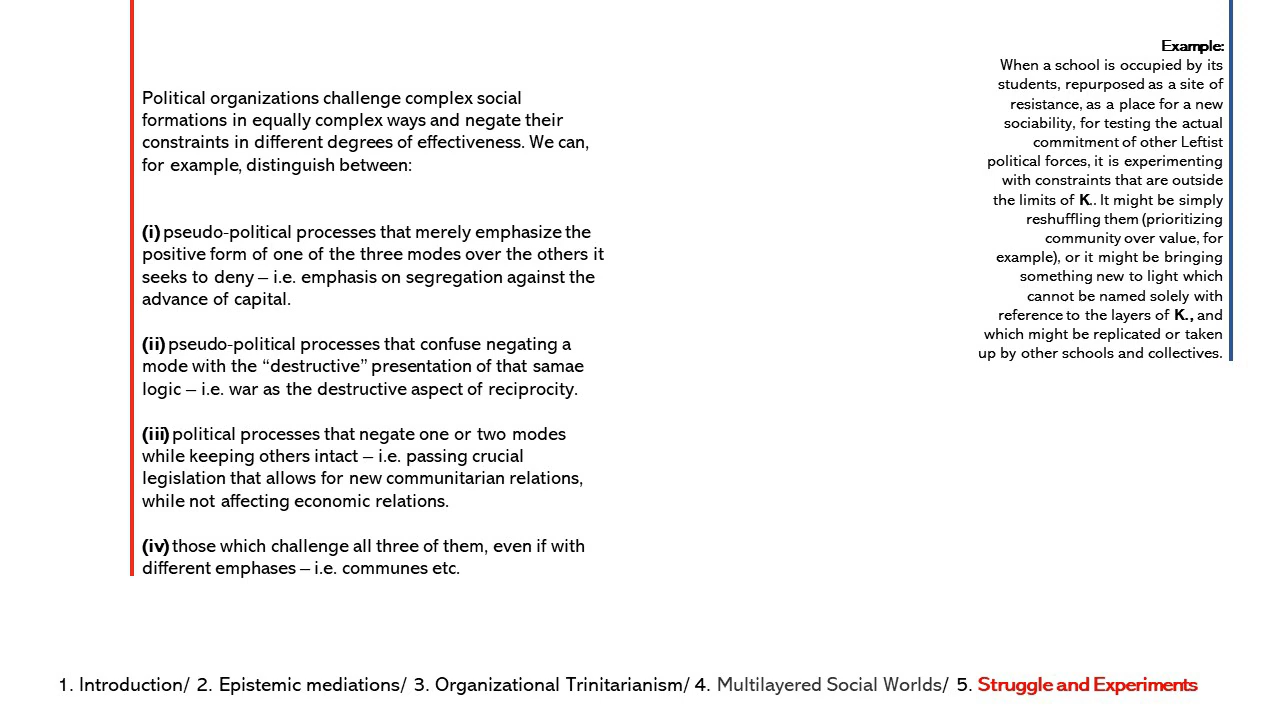 Political organizations challenge complex social
formations in equally complex ways and negate their
constraints in different degrees of effectiveness. We can,
for example, distinguish between:
(i) pseudo-political processes that merely emphasize the
positive form of one of the three modes over the others it
seeks to deny – i.e. emphasis on segregation against the
advance of capital.
(ii) pseudo-political processes that confuse negating a
mode with the “destructive” presentation of that samae
logic – i.e. war as the destructive aspect of reciprocity.
(iii) political processes that negate one or two modes
while keeping others intact – i.e. passing crucial
legislation that allows for new communitarian relations,
while not affecting economic relations.
(iv) those which challenge all three of them, even if with
different emphases – i.e. communes etc.
Example:
When a school is occupied by its
students, repurposed as a site of
resistance, as a place for a new
sociability, for testing the actual
commitment of other Leftist
political forces, it is experimenting
with constraints that are outside
the limits of K.. It might be simply
reshuffling them (prioritizing
community over value, for
example), or it might be bringing
something new to light which
cannot be named solely with
reference to the layers of K., and
which might be replicated or taken
up by other schools and collectives.
1. Introduction/ 2. Epistemic mediations/ 3. Organizational Trinitarianism/ 4. Multilayered Social Worlds/ 5. Struggle and Experiments